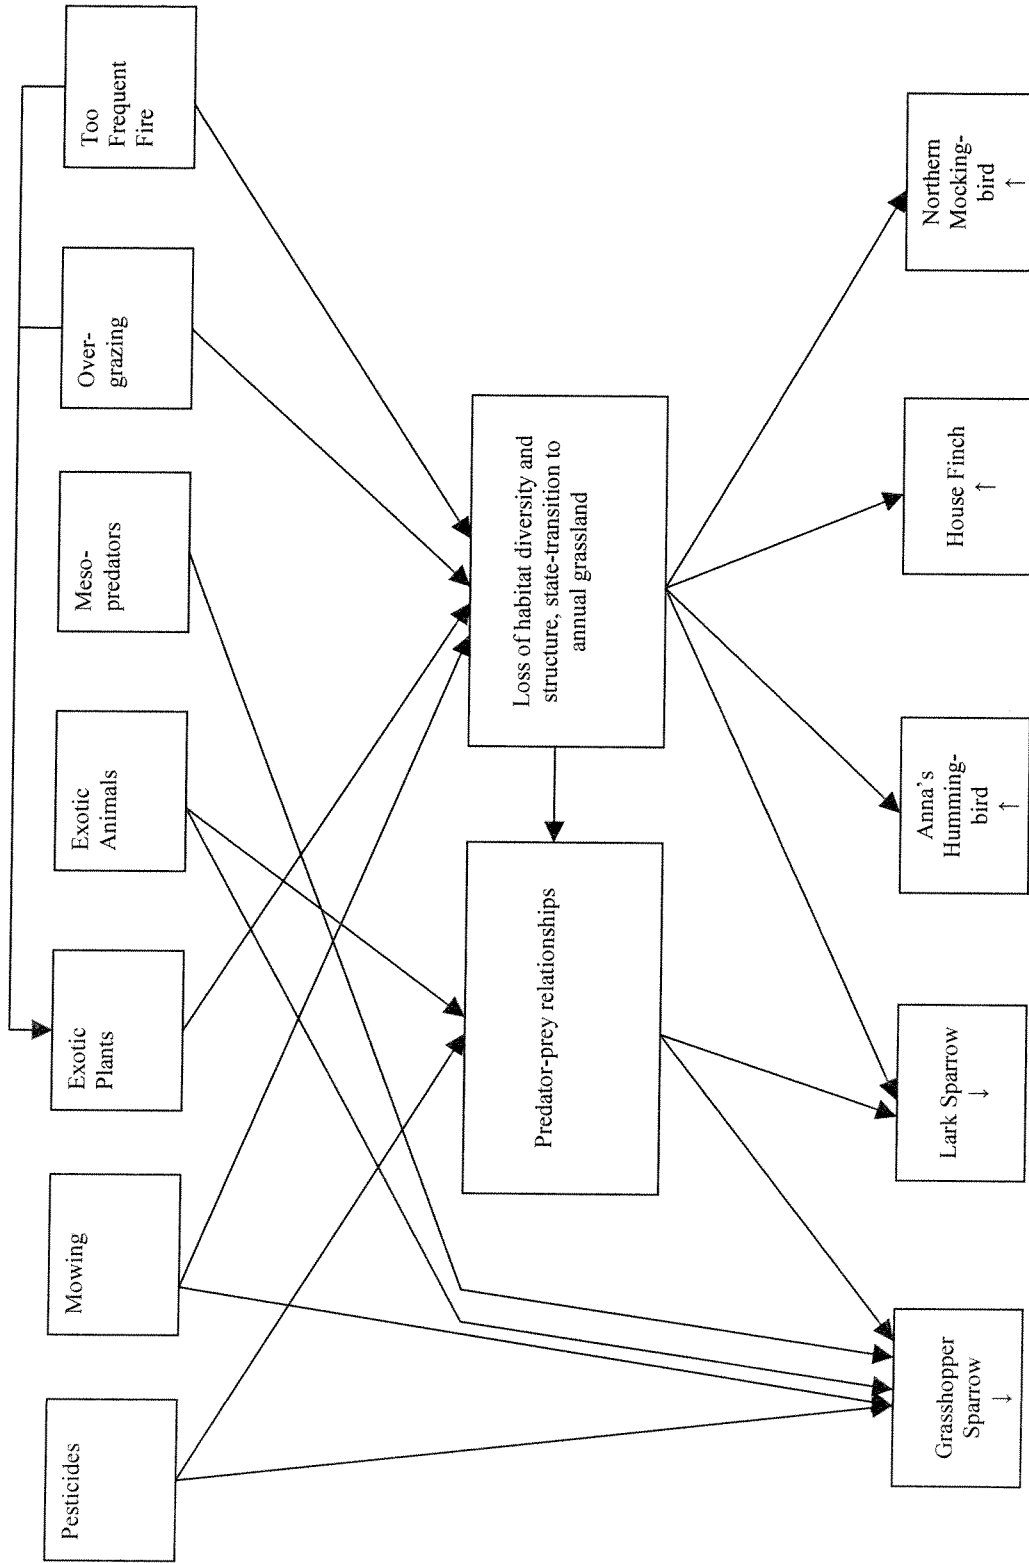 Pesticides
Mowing
Exotic
Plants
Exotic
Animals
Meso-
predators
Over-
grazing
Too
Frequent
Fire
Predator-prey relationships
Loss of habitat diversity and
structure, state-transition to
annual grassland
Grasshopper
Sparrow
↓
Lark Sparrow
↓
Anna's
Humming-
bird
↑
House Finch
↑
Northern
Mocking-
bird
↑